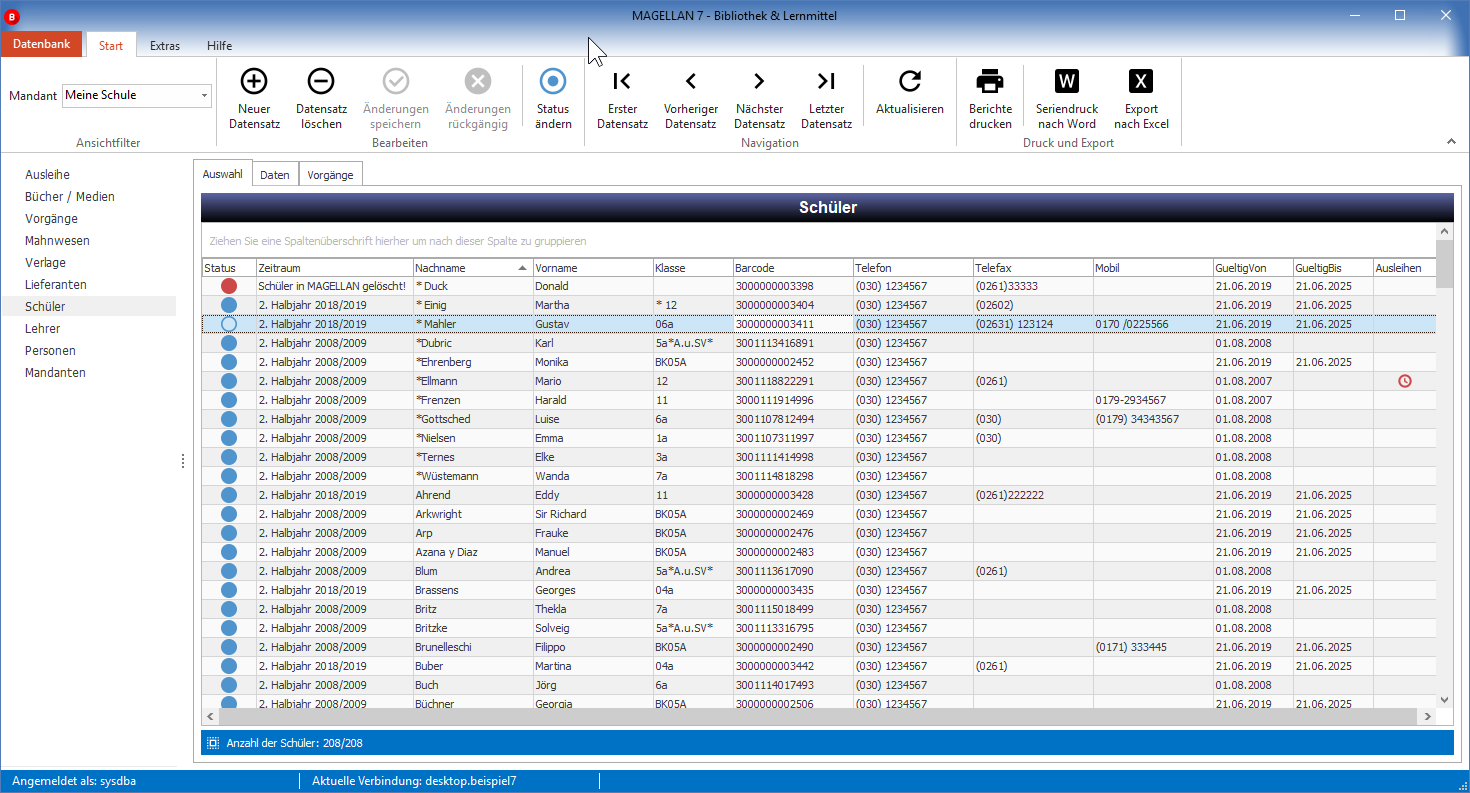 B MAGELLAN 7 - Bibliothek & Lernmittel
Datenbank Start Extras Hilfe
Mandant Meine Schule
Ansichtfilter
Neuer Datensatz
Datensatz löschen
Änderungen speichern
Änderungen rückgängig
Status ändern
Bearbeiten
Erster Datensatz
Vorheriger Datensatz
Nächster Datensatz
Letzter Datensatz
Aktualisieren
Navigation
Berichte drucken
W
Seriendruck nach Word
X
Export nach Excel
Druck und Export
Ausleihe
Bücher / Medien
Vorgänge
Mahnwesen
Verlage
Lieferanten
Schüler
Lehrer
Personen
Mandanten
Auswahl Daten Vorgänge
Schüler
Ziehen Sie eine Spaltenüberschrift hierher um nach dieser Spalte zu gruppieren
Status Zeitraum Nachname Vorname Klasse Barcode Telefon Telefax Mobil GueltigVon GueltigBis Ausleihen
Schüler in MAGELLAN gelöscht! * Duck Donald 3000000003398 (030) 1234567 (0261)33333 21.06.2019 21.06.2025
2. Halbjahr 2018/2019 * Einig Martha * 12 3000000003404 (030) 1234567 (02602) 21.06.2019 21.06.2025
2. Halbjahr 2018/2019 * Mahler Gustav 06a 3000000003411 (030) 1234567 (02631) 123124 0170 /0225566 21.06.2019 21.06.2025
2. Halbjahr 2008/2009 *Dubric Karl 5a*A.u.SV* 3001113416891 (030) 1234567 01.08.2008
2. Halbjahr 2008/2009 *Ehrenberg Monika BK05A 3000000002452 (030) 1234567 21.06.2019 21.06.2025
2. Halbjahr 2008/2009 *Ellmann Mario 12 3001118822291 (030) 1234567 (0261) 01.08.2007
2. Halbjahr 2008/2009 *Frenzen Harald 11 3000111914996 (030) 1234567 0179-2934567 01.08.2007
2. Halbjahr 2008/2009 *Gottsched Luise 6a 3001107812494 (030) 1234567 (030) (0179) 34343567 01.08.2008
2. Halbjahr 2008/2009 *Nielsen Emma 1a 3001107311997 (030) 1234567 (030) 01.08.2008
2. Halbjahr 2008/2009 *Ternes Elke 3a 3001111414998 (030) 1234567 01.08.2008
2. Halbjahr 2008/2009 *Wüstemann Wanda 7a 3001114818298 (030) 1234567 01.08.2008
2. Halbjahr 2018/2019 Ahrend Eddy 11 3000000003428 (030) 1234567 (0261)222222 21.06.2019 21.06.2025
2. Halbjahr 2008/2009 Arkwright Sir Richard BK05A 3000000002469 (030) 1234567 21.06.2019 21.06.2025
2. Halbjahr 2008/2009 Arp Frauke BK05A 3000000002476 (030) 1234567 21.06.2019 21.06.2025
2. Halbjahr 2008/2009 Azana y Diaz Manuel BK05A 3000000002483 (030) 1234567 21.06.2019 21.06.2025
2. Halbjahr 2008/2009 Blum Andrea 5a*A.u.SV* 3001113617090 (030) 1234567 (0261) 01.08.2008
2. Halbjahr 2018/2019 Brassens Georges 04a 3000000003435 (030) 1234567 21.06.2019 21.06.2025
2. Halbjahr 2008/2009 Britz Thekla 7a 3001115018499 (030) 1234567 01.08.2008
2. Halbjahr 2008/2009 Britzke Solveig 5a*A.u.SV* 3001113316795 (030) 1234567 01.08.2008
2. Halbjahr 2008/2009 Brunelleschi Filippo BK05A 3000000002490 (030) 1234567 (0171) 333445 21.06.2019 21.06.2025
2. Halbjahr 2018/2019 Buber Martina 04a 3000000003442 (030) 1234567 (0261) 21.06.2019 21.06.2025
2. Halbjahr 2008/2009 Buch Jörg 6a 3001114017493 (030) 1234567 01.08.2008
2. Halbjahr 2008/2009 Büchner Georgia BK05A 3000000002506 (030) 1234567 21.06.2019 21.06.2025
Anzahl der Schüler: 208/208
Angemeldet als: sysdba Aktuelle Verbindung: desktop.beispiel7